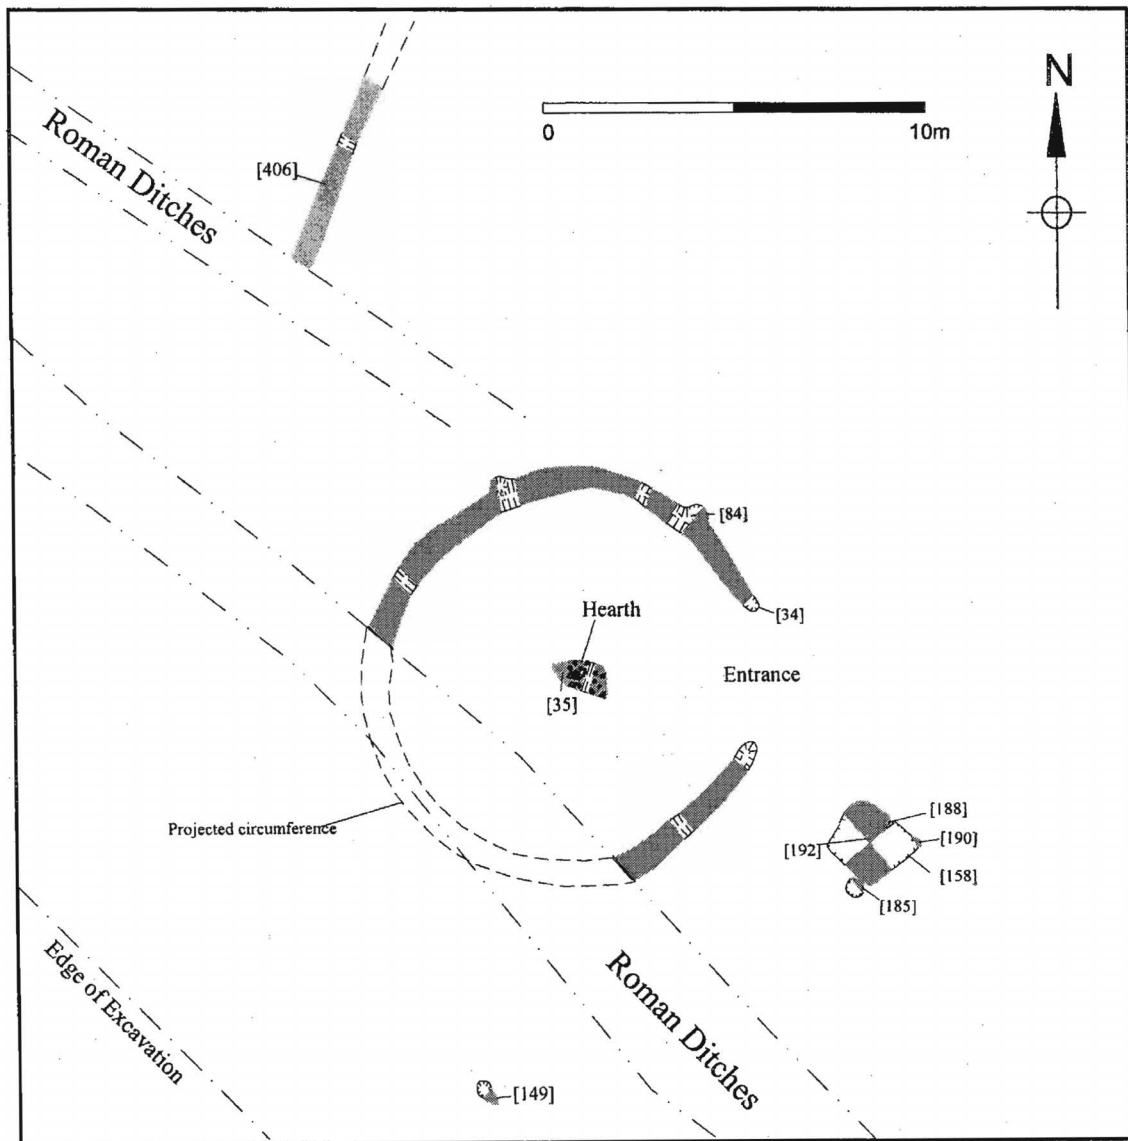 N
0
10m
Roman Ditches
[406]
[84]
[34]
Hearth
Entrance
[35]
Projected circumference
[188]
[192]
[190]
[158]
[185]
Edge of Excavation
Roman Ditches
[149]